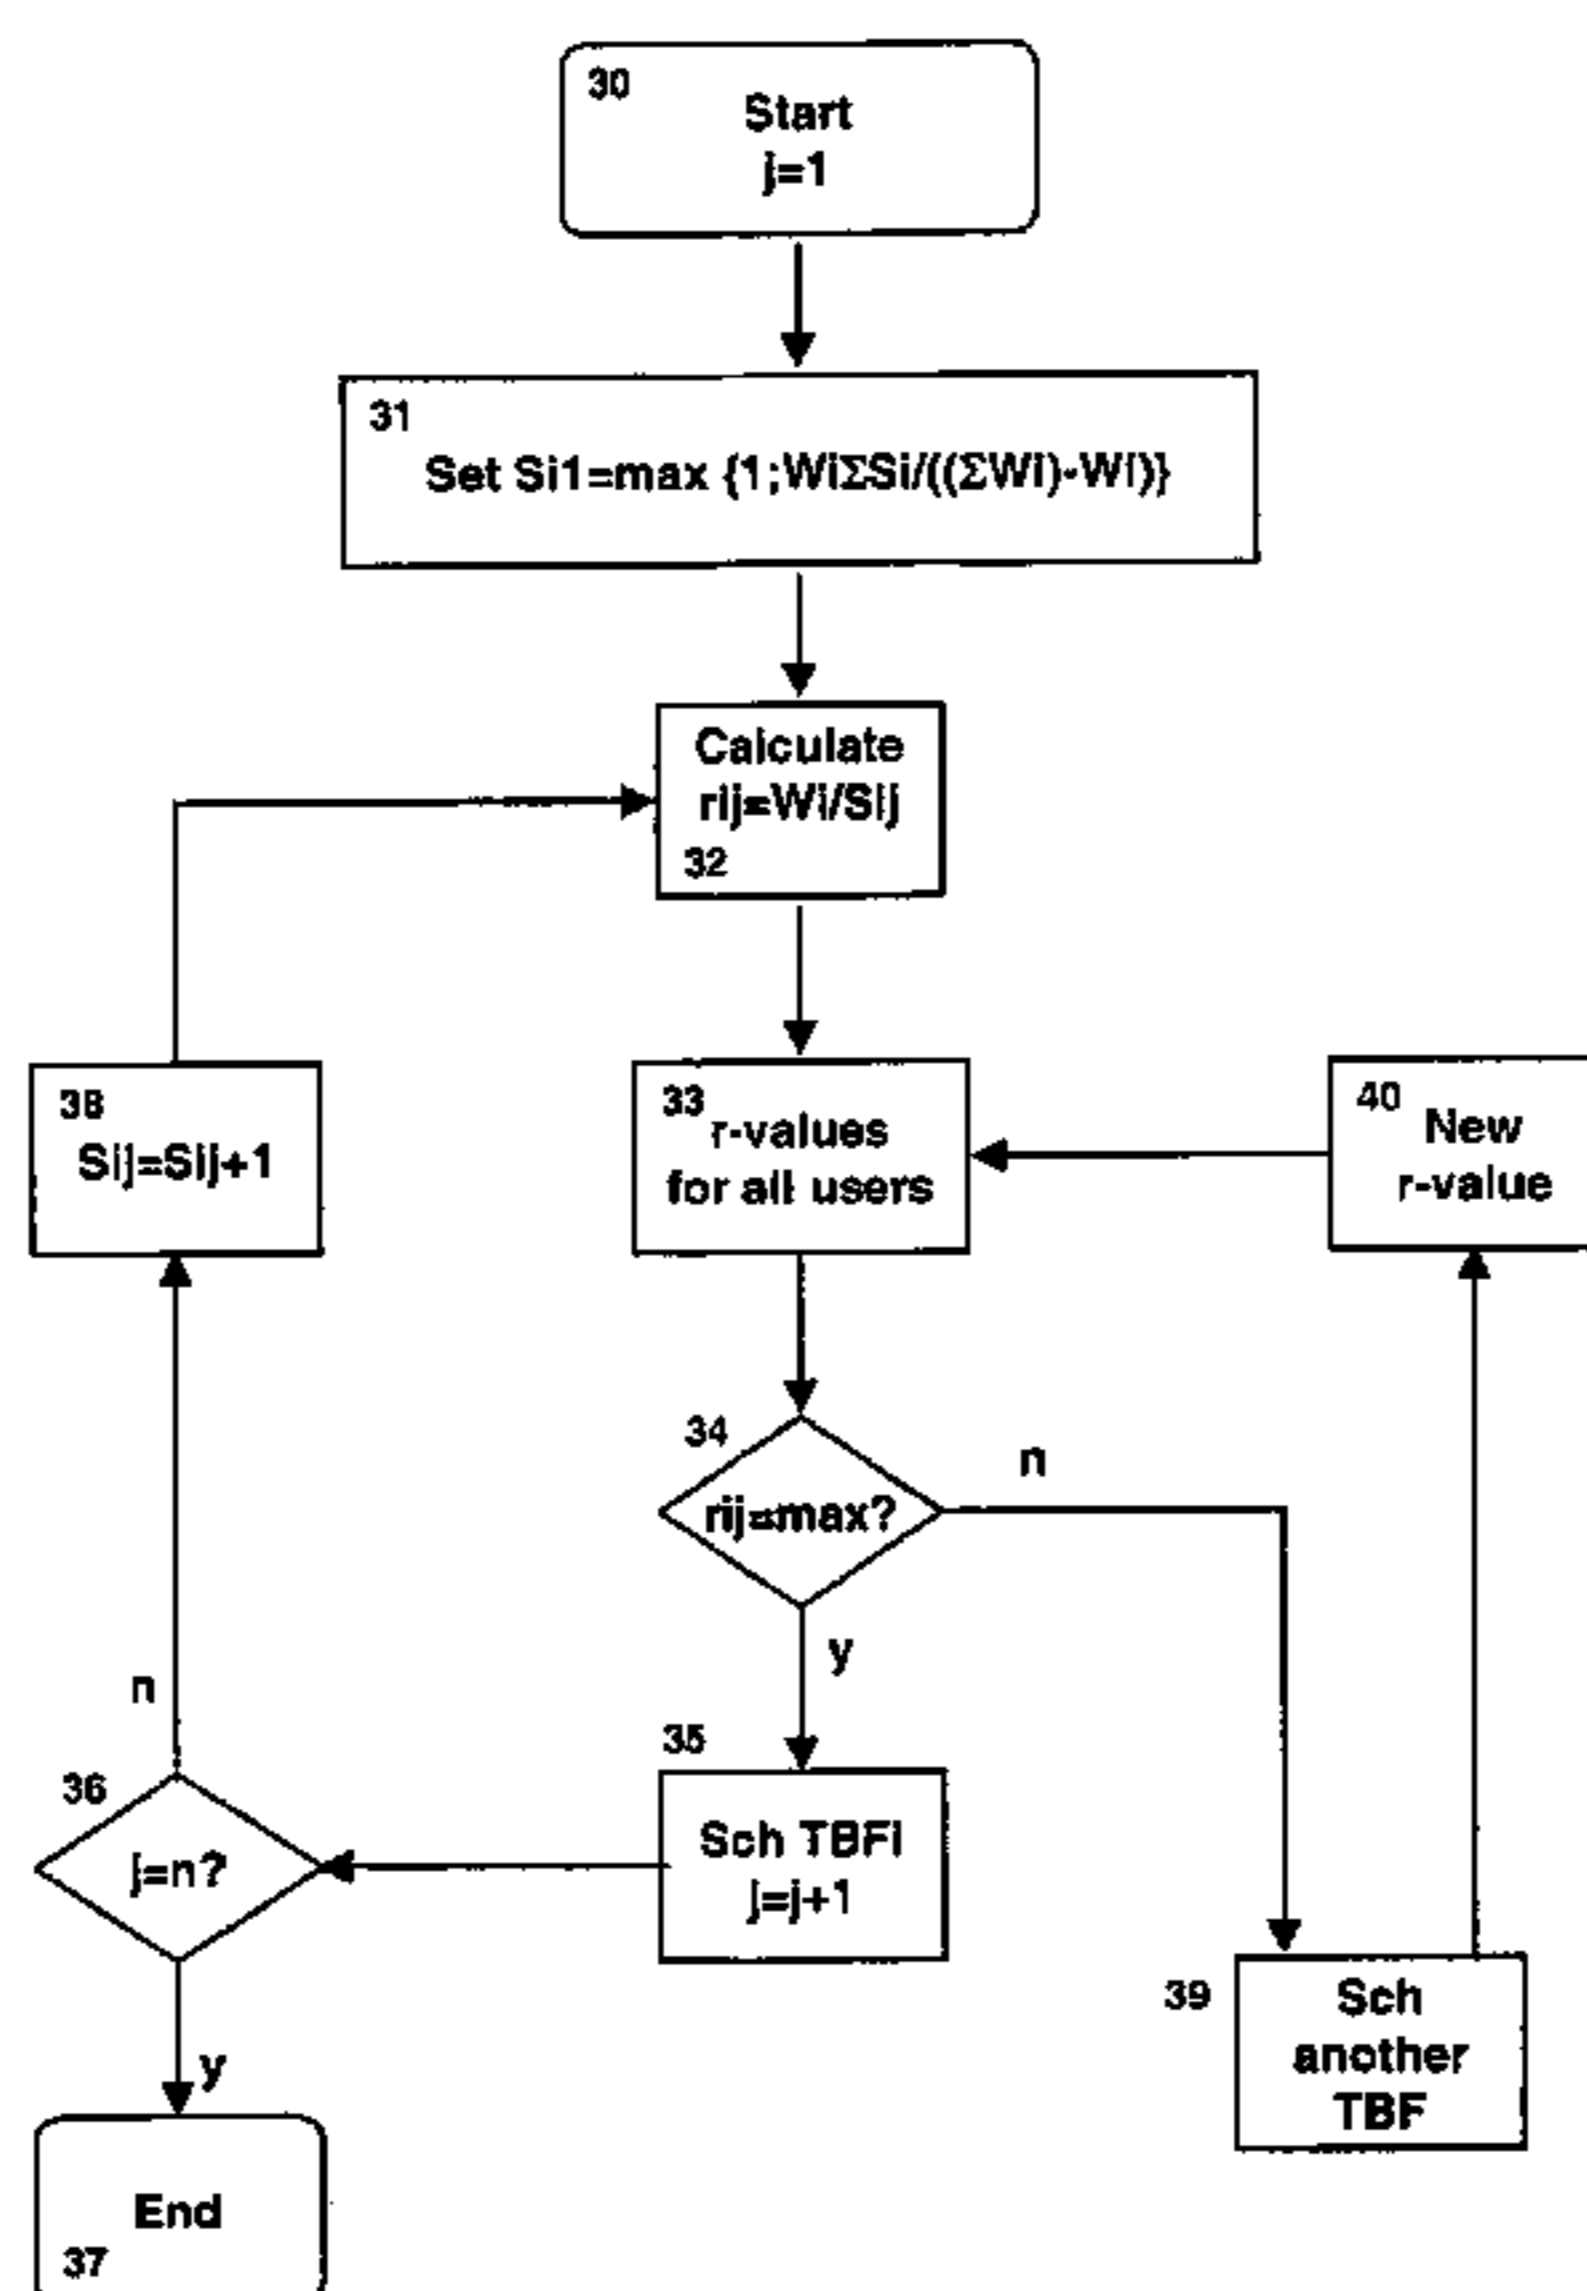 30
Start
j=1
31
Set Si1=max {1;WiΣSi/((ΣWi)-Wi)}
Calculate
rij=Wi/Sij
32
38
Sij=Sij+1
33
r-values
for all users
40
New
r-value
34
rij=max?
n
y
n
35
36
j=n?
Sch TBFi
j=j+1
39
Sch
another
TBF
y
End
37